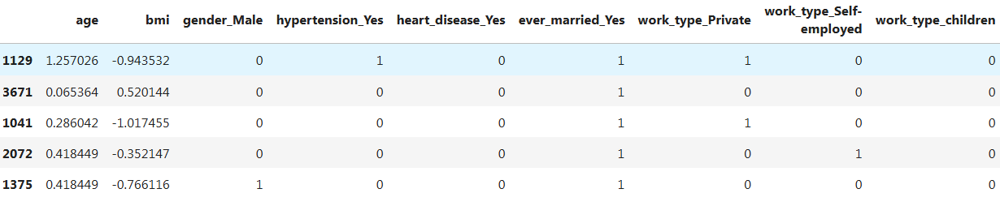 age bmi gender_Male hypertension_Yes heart_disease_Yes ever_married_Yes work_type_Private work_type_Self-employed work_type_children
1129 1.257026 -0.943532 0 1 0 1 1 0 0
3671 0.065364 0.520144 0 0 0 1 0 0 0
1041 0.286042 -1.017455 0 0 0 1 1 0 0
2072 0.418449 -0.352147 0 0 0 1 0 1 0
1375 0.418449 -0.766116 1 0 0 1 0 0 0